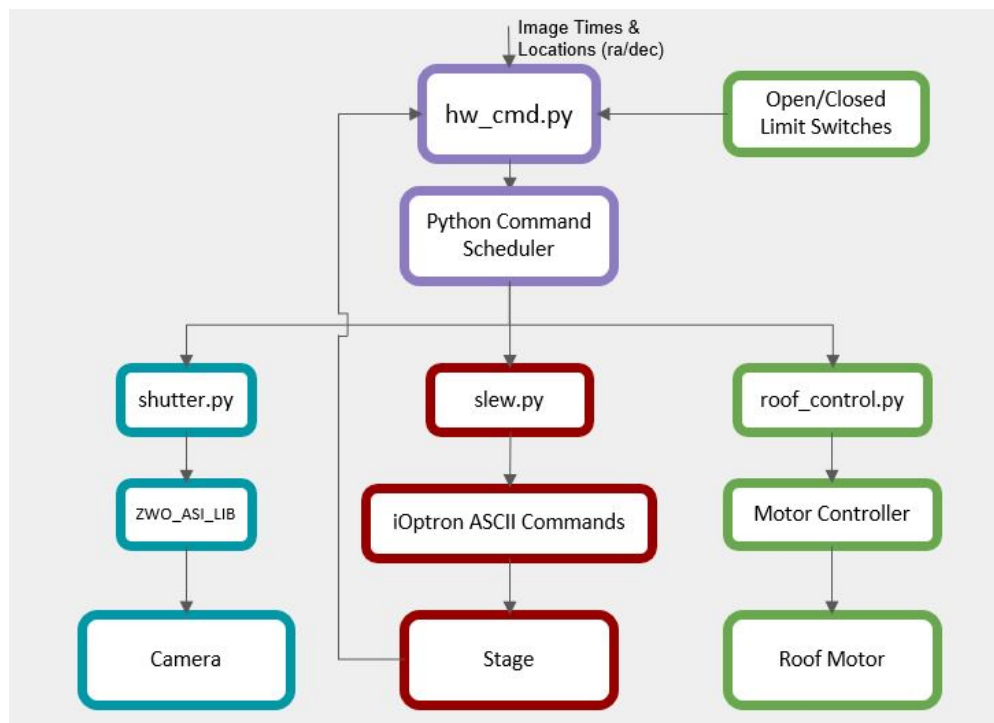 Image Times &
Locations (ra/dec)
hw_cmd.py
Open/Closed
Limit Switches
Python Command
Scheduler
shutter.py
slew.py
roof_control.py
ZWO_ASI_LIB
iOptron ASCII Commands
Motor Controller
Camera
Stage
Roof Motor